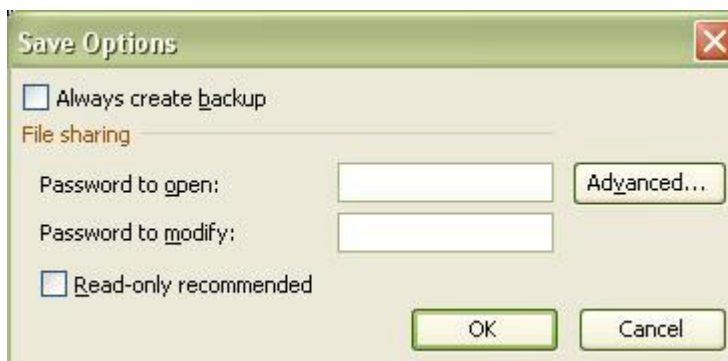 Save Options
Always create backup
File sharing
Password to open:
Advanced...
Password to modify:
Read-only recommended
OK
Cancel